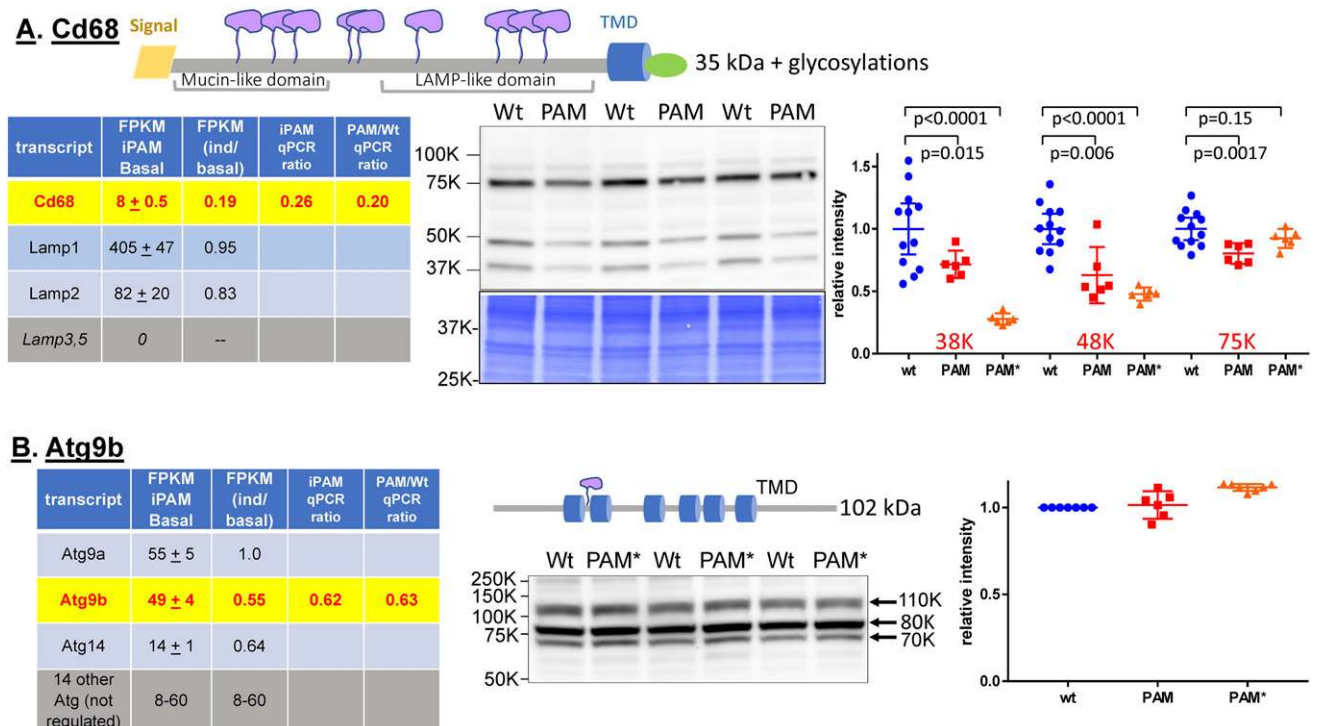 A. Cd68
Signal
TMD
35 kDa + glycosylations
Mucin-like domain
LAMP-like domain
transcript FPKM iPAM Basal FPKM (ind/ basal) iPAM qPCR ratio PAM/Wt qPCR ratio
Cd68 8 + 0.5 0.19 0.26 0.20
Lamp1 405 + 47 0.95
Lamp2 82 + 20 0.83
Lamp3,5 0 --
Wt PAM Wt PAM Wt PAM
100K
75K
50K
37K
37K
25K
p<0.0001 p<0.0001 p=0.15
p=0.015 p=0.006 p=0.0017
relative intensity
1.5
1.0
0.5
0.0
38K 48K 75K
wt PAM PAM* wt PAM PAM* wt PAM PAM*
B. Atg9b
transcript FPKM iPAM Basal FPKM (ind/ basal) iPAM qPCR ratio PAM/Wt qPCR ratio
Atg9a 55 + 5 1.0
Atg9b 49 + 4 0.55 0.62 0.63
Atg14 14 + 1 0.64
14 other Atg (not regulated) 8-60 8-60
TMD
102 kDa
Wt PAM* Wt PAM* Wt PAM*
250K
150K
100K
75K
50K
110K
80K
70K
relative intensity
1.0
0.5
0.0
wt PAM PAM*